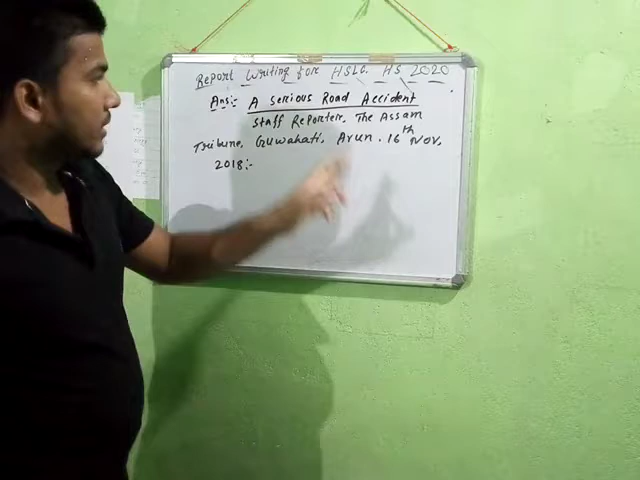 Report Writing for HSLC. HS 2020
Ans:- A Serious Road Accident
Staff Reporter, The Assam
Tribune, Guwahati, Arun. 16th Nov,
2018:-